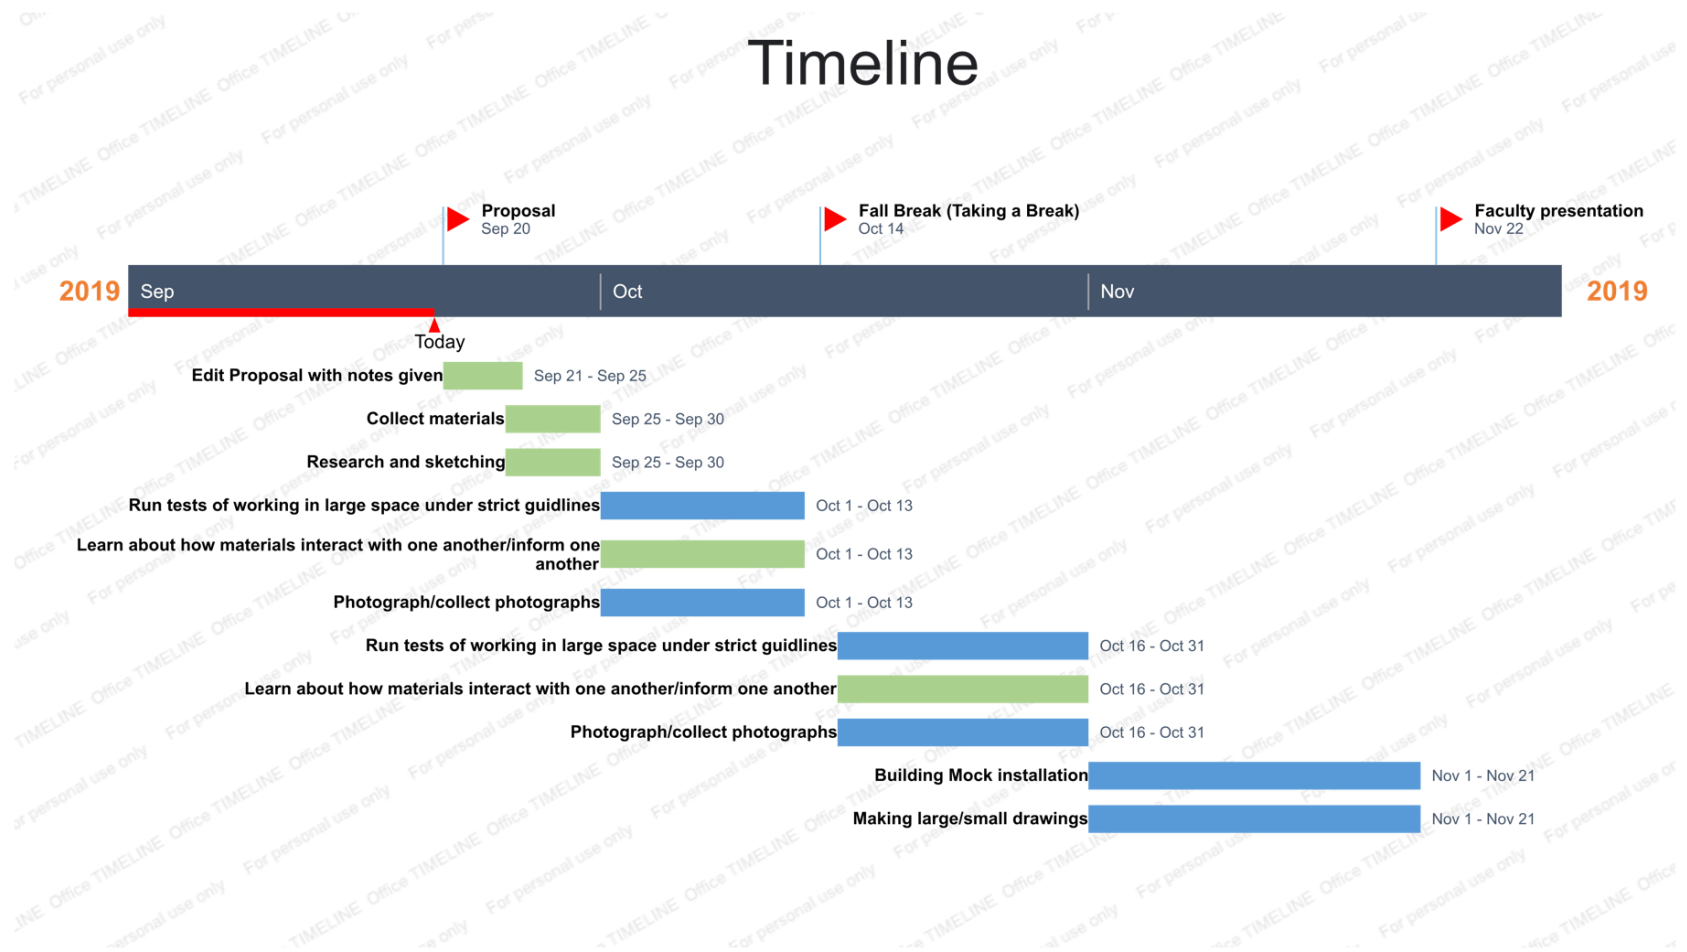 Timeline
Proposal
Sep 20
Fall Break (Taking a Break)
Oct 14
Faculty presentation
Nov 22
2019
Sep
Oct
Nov
2019
Today
Edit Proposal with notes given
Sep 21 - Sep 25
Collect materials
Sep 25 - Sep 30
Research and sketching
Sep 25 - Sep 30
Run tests of working in large space under strict guidlines
Oct 1 - Oct 13
Learn about how materials interact with one another/inform one
another
Oct 1 - Oct 13
Photograph/collect photographs
Oct 1 - Oct 13
Run tests of working in large space under strict guidlines
Oct 16 - Oct 31
Learn about how materials interact with one another/inform one another
Oct 16 - Oct 31
Photograph/collect photographs
Oct 16 - Oct 31
Building Mock installation
Nov 1 - Nov 21
Making large/small drawings
Nov 1 - Nov 21
Office TIMELINE
For personal use only